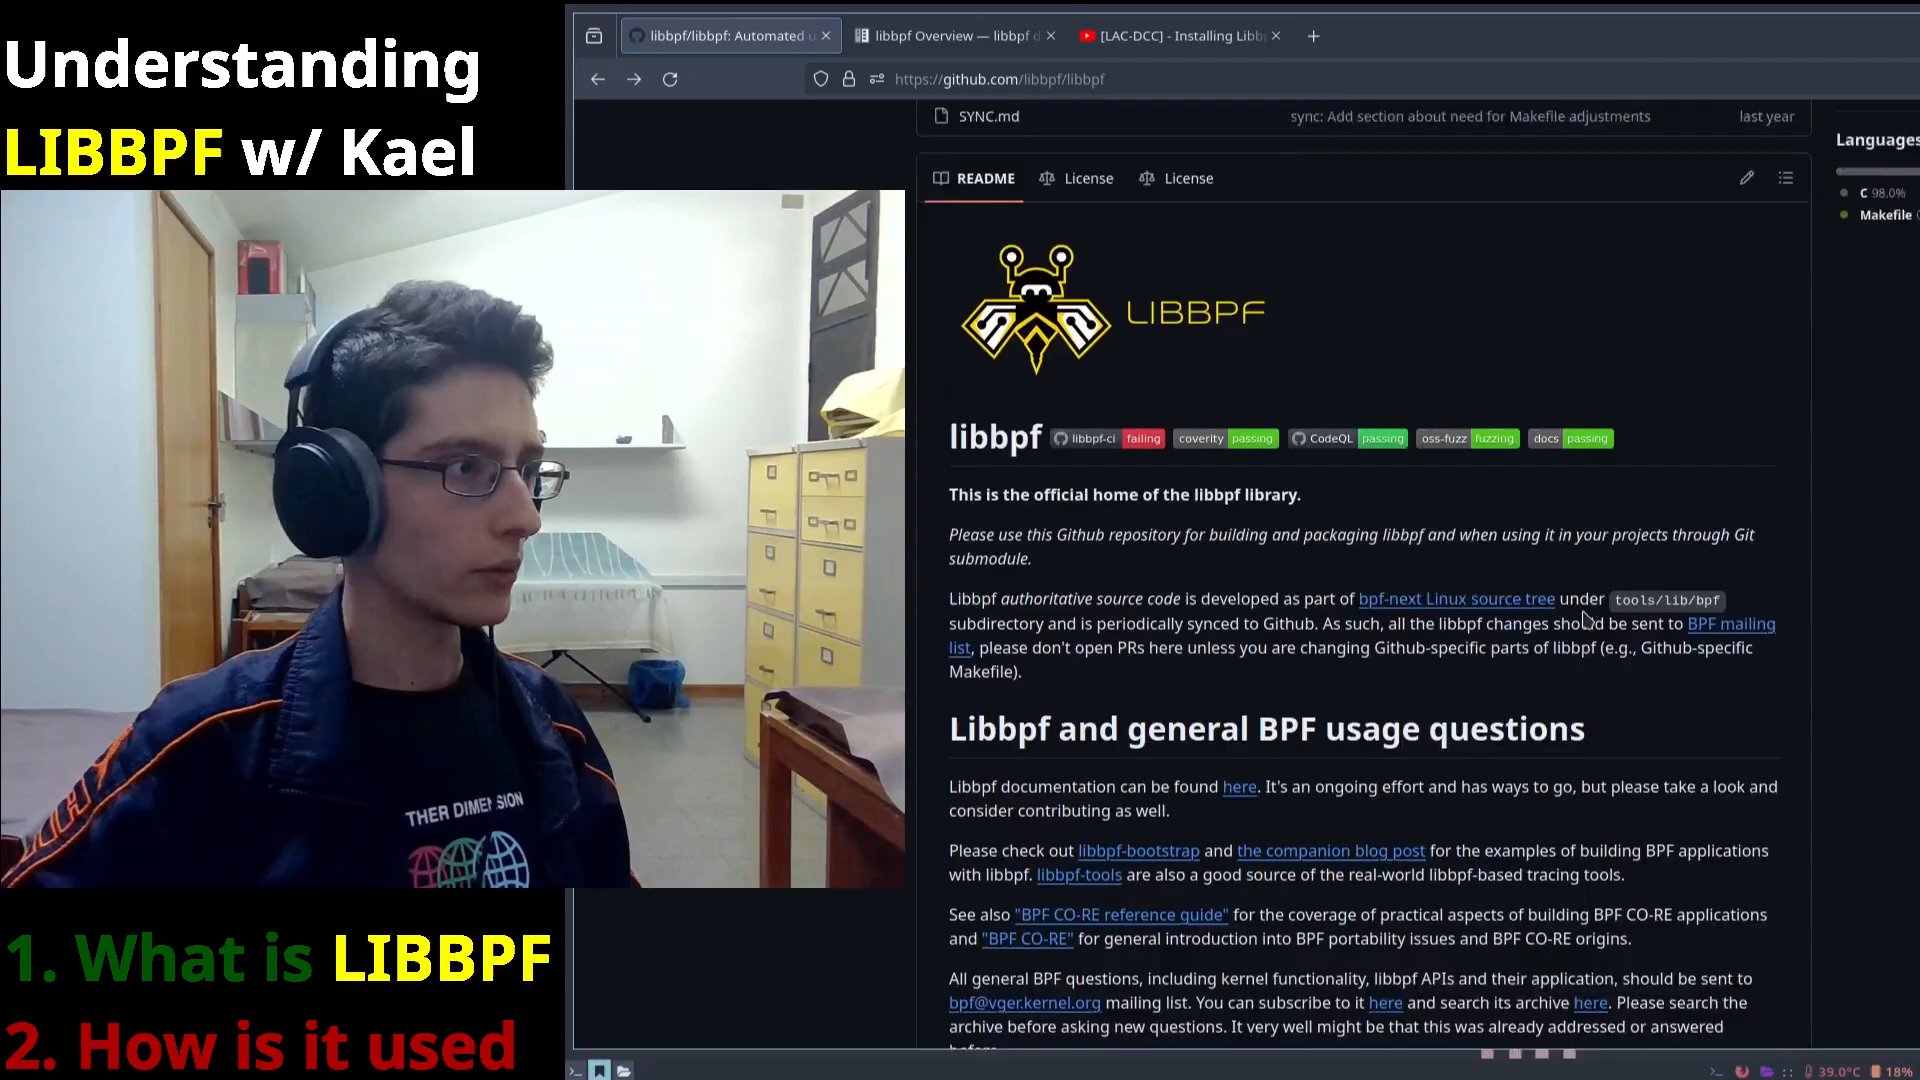 Understanding
LIBBPF w/ Kael
libbpf/libbpf: Automated u
libbpf Overview — libbpf d
[LAC-DCC] - Installing Libb
https://github.com/libbpf/libbpf
SYNC.md
sync: Add section about need for Makefile adjustments
last year
Languages
README
License
License
C 98.0%
Makefile
LIBBPF
libbpf
libbpf-ci failing
coverity passing
CodeQL passing
oss-fuzz fuzzing
docs passing
This is the official home of the libbpf library.
Please use this Github repository for building and packaging libbpf and when using it in your projects through Git
submodule.
Libbpf authoritative source code is developed as part of bpf-next Linux source tree under tools/lib/bpf
subdirectory and is periodically synced to Github. As such, all the libbpf changes should be sent to BPF mailing
list, please don't open PRs here unless you are changing Github-specific parts of libbpf (e.g., Github-specific
Makefile).
Libbpf and general BPF usage questions
Libbpf documentation can be found here. It's an ongoing effort and has ways to go, but please take a look and
consider contributing as well.
Please check out libbpf-bootstrap and the companion blog post for the examples of building BPF applications
with libbpf. libbpf-tools are also a good source of the real-world libbpf-based tracing tools.
See also "BPF CO-RE reference guide" for the coverage of practical aspects of building BPF CO-RE applications
and "BPF CO-RE" for general introduction into BPF portability issues and BPF CO-RE origins.
All general BPF questions, including kernel functionality, libbpf APIs and their application, should be sent to
bpf@vger.kernel.org mailing list. You can subscribe to it here and search its archive here. Please search the
archive before asking new questions. It very well might be that this was already addressed or answered
THER DIMENSION
1. What is LIBBPF
2. How is it used
39.0°C
18%